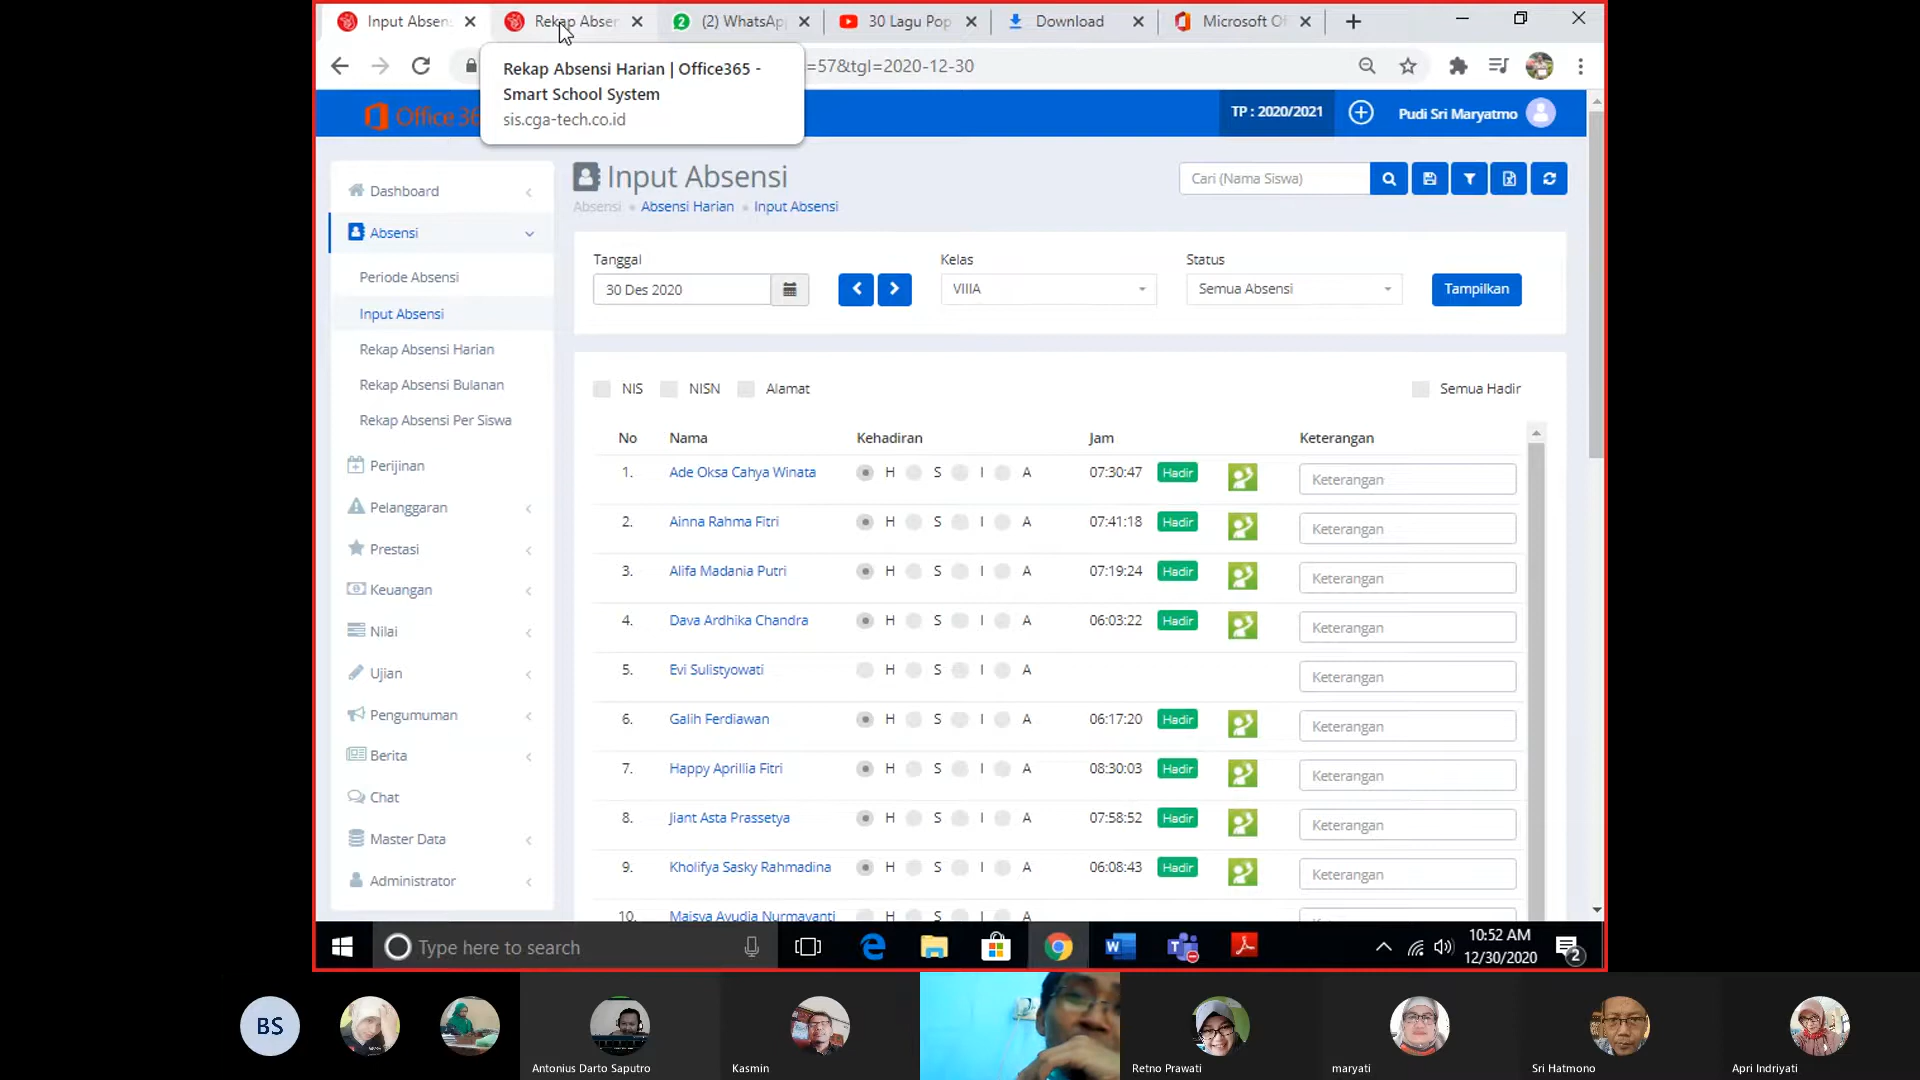 Input Absen
Rekap Abser
(2) WhatsAp
30 Lagu Pop
Download
Microsoft Of
=57&tgl=2020-12-30
Rekap Absensi Harian | Office365 -
Smart School System
sis.cga-tech.co.id
Office 36
TP : 2020/2021
Pudi Sri Maryatmo
Dashboard
Absensi
Periode Absensi
Input Absensi
Rekap Absensi Harian
Rekap Absensi Bulanan
Rekap Absensi Per Siswa
Perijinan
Pelanggaran
Prestasi
Keuangan
Nilai
Ujian
Pengumuman
Berita
Chat
Master Data
Administrator
Input Absensi
Absensi Absensi Harian Input Absensi
Cari (Nama Siswa)
Tanggal Kelas Status
30 Des 2020 VIIIA Semua Absensi Tampilkan
NIS NISN Alamat Semua Hadir
No Nama Kehadiran Jam Keterangan
1. Ade Oksa Cahya Winata H S I A 07:30:47 Hadir Keterangan
2. Ainna Rahma Fitri H S I A 07:41:18 Hadir Keterangan
3. Alifa Madania Putri H S I A 07:19:24 Hadir Keterangan
4. Dava Ardhika Chandra H S I A 06:03:22 Hadir Keterangan
5. Evi Sulistyowati H S I A Keterangan
6. Galih Ferdiawan H S I A 06:17:20 Hadir Keterangan
7. Happy Aprillia Fitri H S I A 08:30:03 Hadir Keterangan
8. Jiant Asta Prassetya H S I A 07:58:52 Hadir Keterangan
9. Kholifya Sasky Rahmadina H S I A 06:08:43 Hadir Keterangan
10. Maisya Ayudia Nurmayanti H S I A
Type here to search
10:52 AM
12/30/2020
2
BS
Antonius Darto Saputro
Kasmin
Retno Prawati
maryati
Sri Hatmono
Apri Indriyati